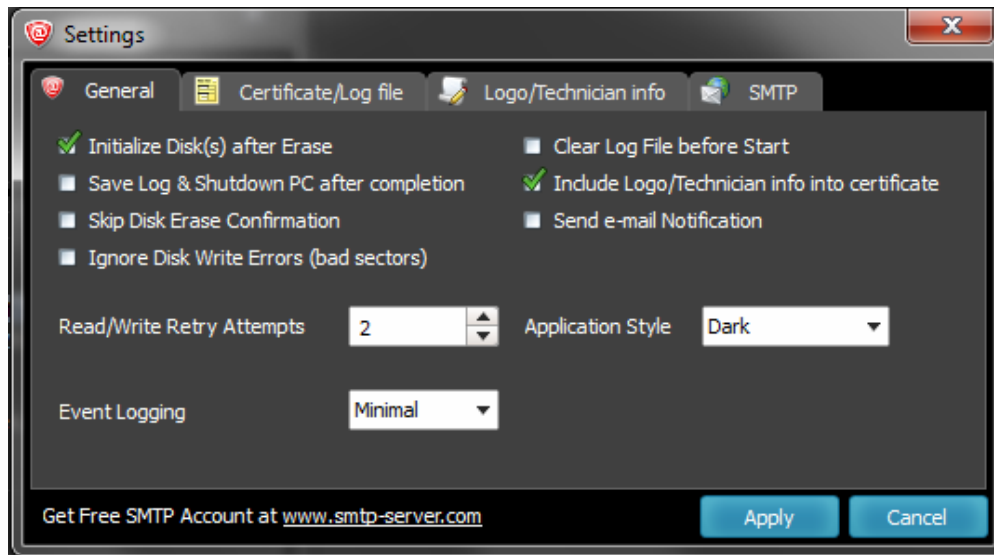 Settings
General
Certificate/Log file
Logo/Technician info
SMTP
Initialize Disk(s) after Erase
Clear Log File before Start
Save Log & Shutdown PC after completion
Include Logo/Technician info into certificate
Skip Disk Erase Confirmation
Send e-mail Notification
Ignore Disk Write Errors (bad sectors)
Read/Write Retry Attempts 2
Application Style Dark
Event Logging Minimal
Get Free SMTP Account at www.smtp-server.com
Apply
Cancel